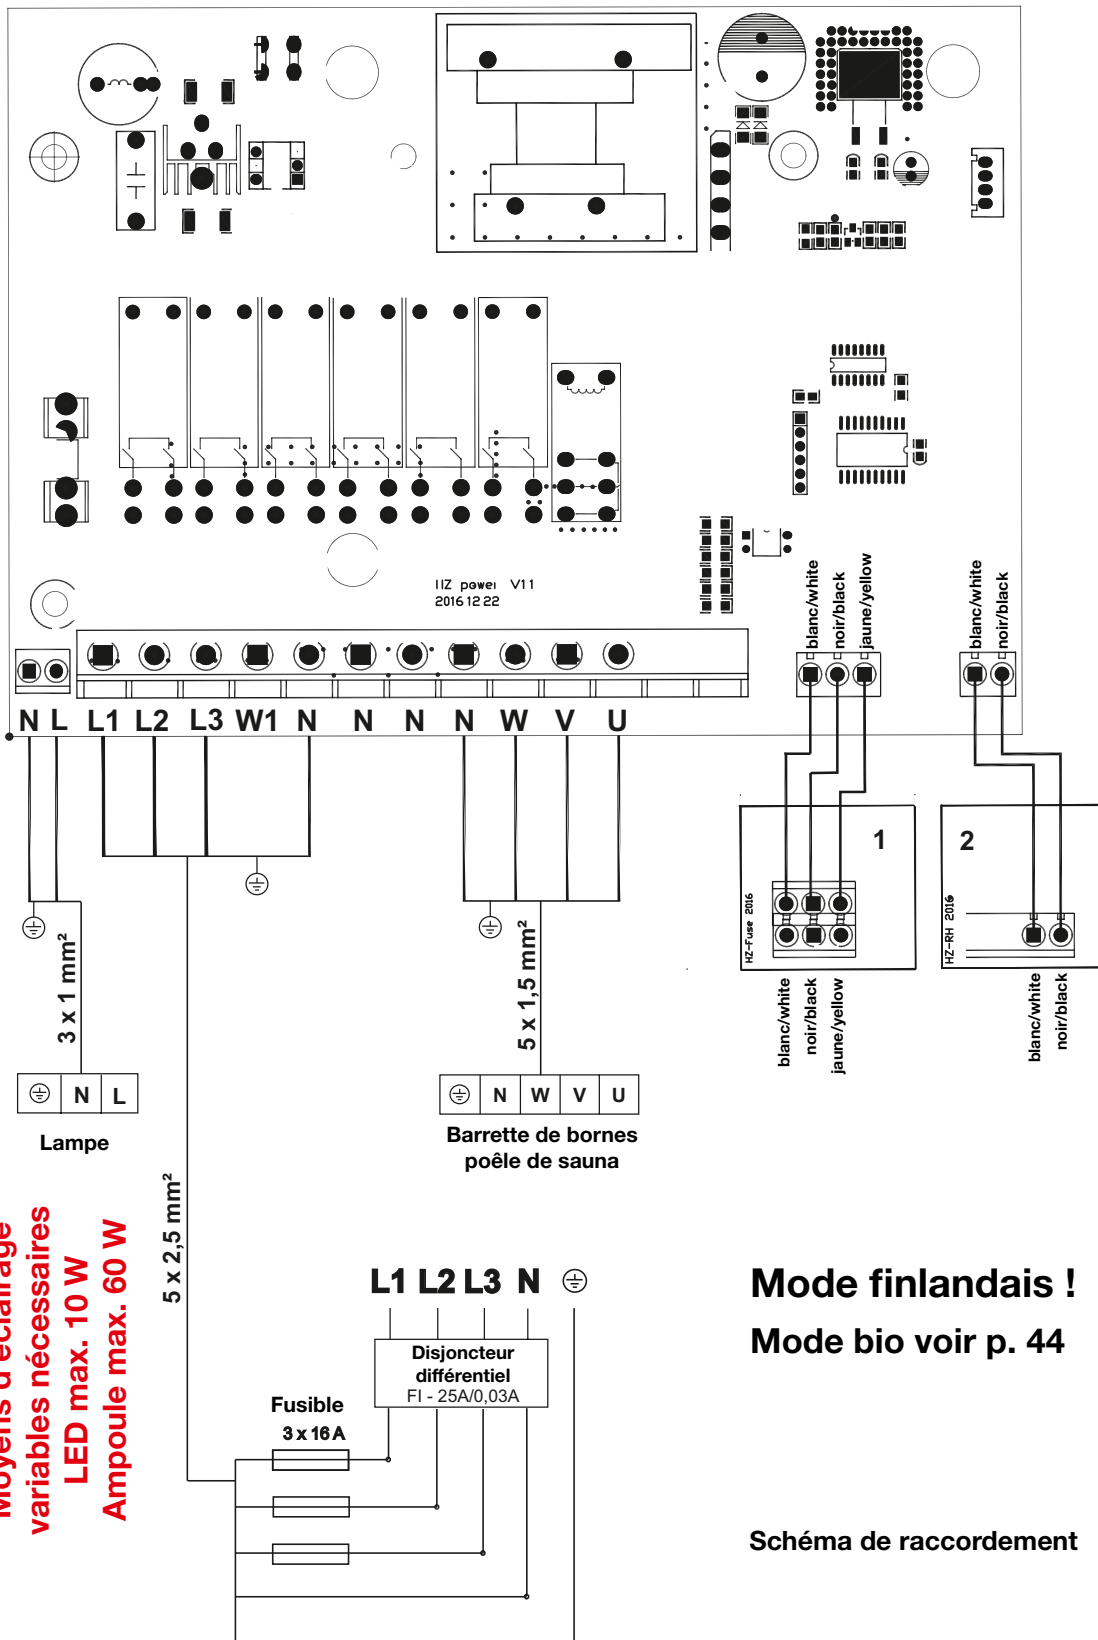 HZ power V1 1
2016 12 22
blanc/white
noir/black
jaune/yellow
blanc/white
noir/black
N L L1 L2 L3 W1 N N N N W V U
1
2
HZ-Fuse 2016
HZ-RH 2016
blanc/white
noir/black
jaune/yellow
blanc/white
noir/black
3 x 1 mm²
5 x 1,5 mm²
N L
Lampe
N W V U
Barrette de bornes
poêle de sauna
5 x 2,5 mm²
Moyens d'éclairage
variables nécessaires
LED max. 10 W
Ampoule max. 60 W
L1 L2 L3 N
Disjoncteur
différentiel
FI - 25A/0,03A
Fusible
3 x 16 A
Mode finlandais !
Mode bio voir p. 44
Schéma de raccordement